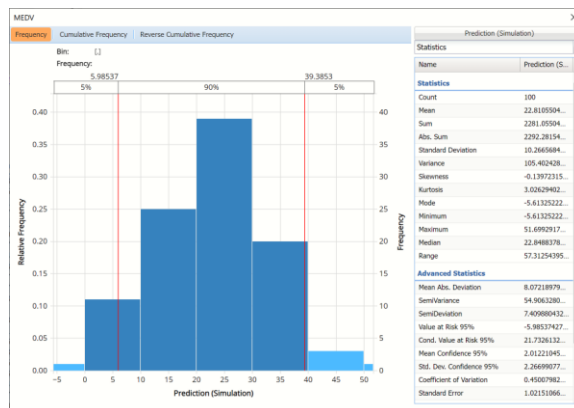 MEDV
Frequency Cumulative Frequency Reverse Cumulative Frequency
Bin: []
Frequency:
5.98537 39.3853
5% 90% 5%
0.40
0.35
0.30
0.25
0.20
0.15
0.10
0.05
0.00
Relative Frequency
40
30
20
10
0
Frequency
-5 0 5 10 15 20 25 30 35 40 45 50
Prediction (Simulation)
Prediction (Simulation)
Statistics
Name Prediction (S...
Statistics
Count 100
Mean 22.8105504...
Sum 2281.05504...
Abs. Sum 2292.28154...
Standard Deviation 10.2665684...
Variance 105.402428...
Skewness -0.13972315...
Kurtosis 3.02629402...
Mode -5.61325222...
Minimum -5.61325222...
Maximum 51.6992917...
Median 22.8488378...
Range 57.31254395...
Advanced Statistics
Mean Abs. Deviation 8.07218979...
SemiVariance 54.9063280...
SemiDeviation 7.409880432...
Value at Risk 95% -5.98537427...
Cond. Value at Risk 95% 21.7326132...
Mean Confidence 95% 2.01221045...
Std. Dev. Confidence 95% 2.26699077...
Coefficient of Variation 0.45007982...
Standard Error 1.02151066...